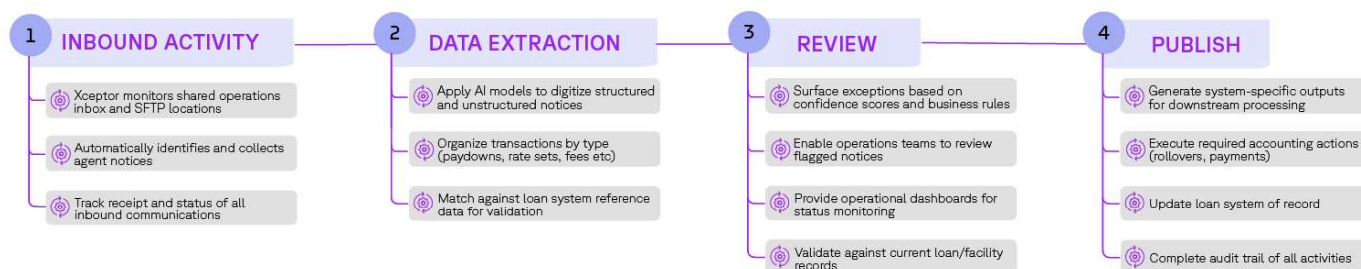 1
INBOUND ACTIVITY
Xceptor monitors shared operations
inbox and SFTP locations
Automatically identifies and collects
agent notices
Track receipt and status of all
inbound communications
2
DATA EXTRACTION
Apply AI models to digitize structured
and unstructured notices
Organize transactions by type
(paydowns, rate sets, fees etc)
Match against loan system reference
data for validation
3
REVIEW
Surface exceptions based on
confidence scores and business rules
Enable operations teams to review
flagged notices
Provide operational dashboards for
status monitoring
Validate against current loan/facility
records
4
PUBLISH
Generate system-specific outputs
for downstream processing
Execute required accounting actions
(rollovers, payments)
Update loan system of record
Complete audit trail of all activities